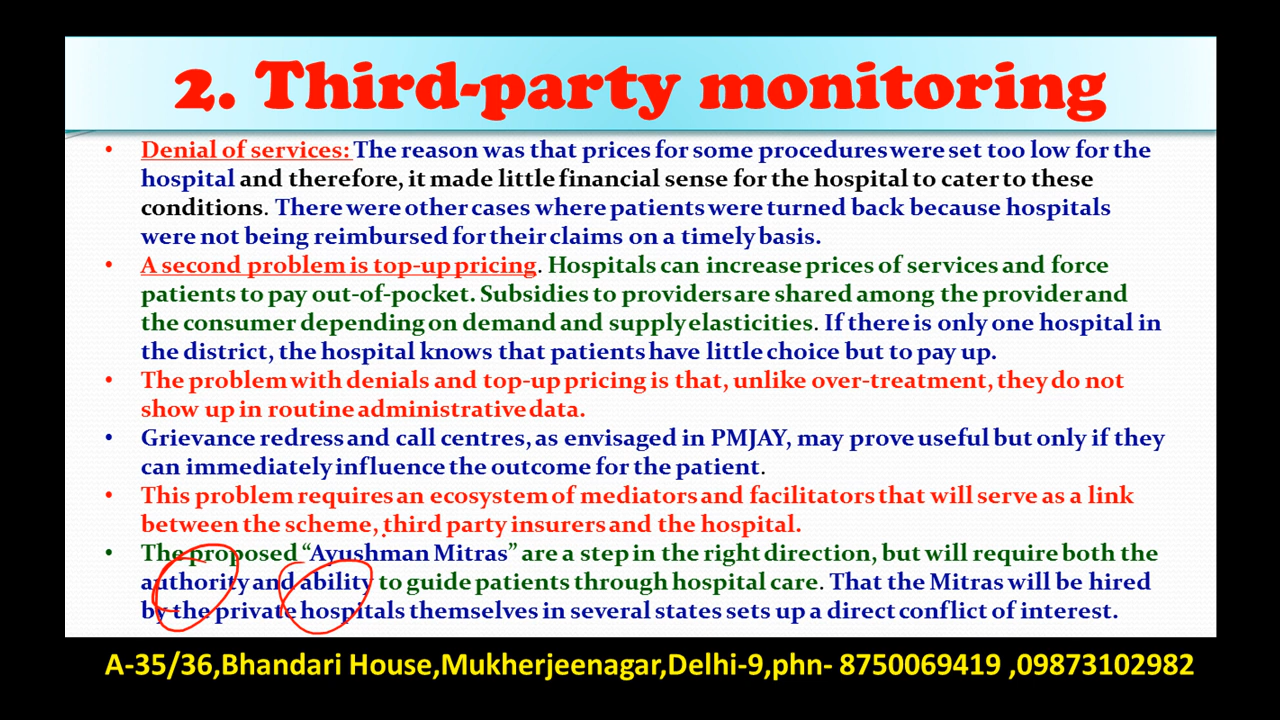 2. Third-party monitoring
• Denial of services: The reason was that prices for some procedures were set too low for the
hospital and therefore, it made little financial sense for the hospital to cater to these
conditions. There were other cases where patients were turned back because hospitals
were not being reimbursed for their claims on a timely basis.
• A second problem is top-up pricing. Hospitals can increase prices of services and force
patients to pay out-of-pocket. Subsidies to providers are shared among the provider and
the consumer depending on demand and supply elasticities. If there is only one hospital in
the district, the hospital knows that patients have little choice but to pay up.
• The problem with denials and top-up pricing is that, unlike over-treatment, they do not
show up in routine administrative data.
• Grievance redress and call centres, as envisaged in PMJAY, may prove useful but only if they
can immediately influence the outcome for the patient.
• This problem requires an ecosystem of mediators and facilitators that will serve as a link
between the scheme, third party insurers and the hospital.
• The proposed “Ayushman Mitras” are a step in the right direction, but will require both the
authority and ability to guide patients through hospital care. That the Mitras will be hired
by the private hospitals themselves in several states sets up a direct conflict of interest.
A-35/36,Bhandari House,Mukherjeenagar,Delhi-9,phn- 8750069419 ,09873102982